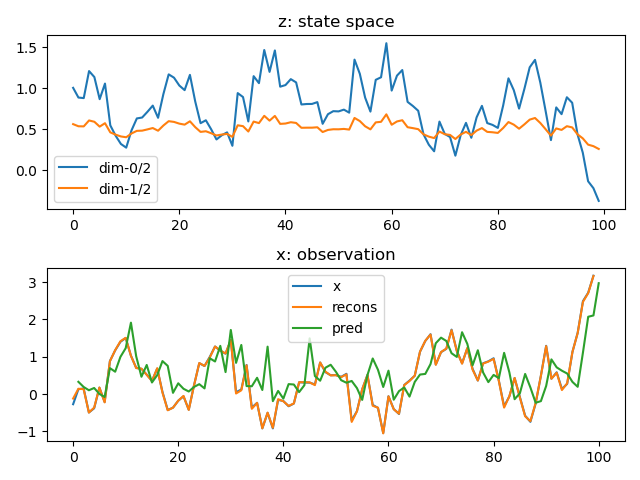 z: state space
1.5
1.0
0.5
0.0
dim-0/2
dim-1/2
0 20 40 60 80 100
x: observation
3
2
1
0
−1
x
recons
pred
0 20 40 60 80 100